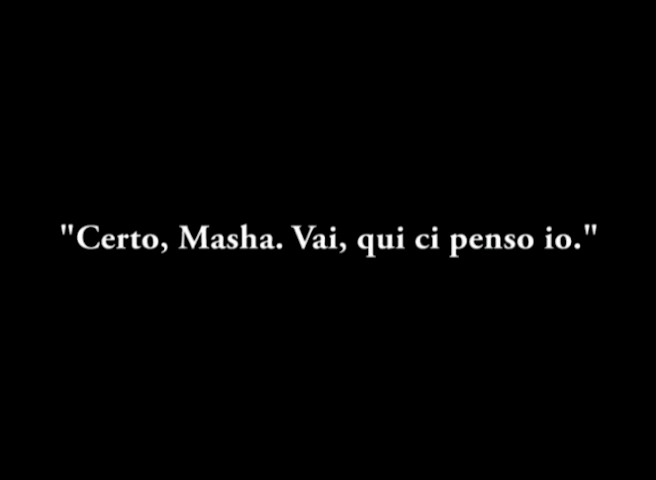 "Certo, Masha. Vai, qui ci penso io."